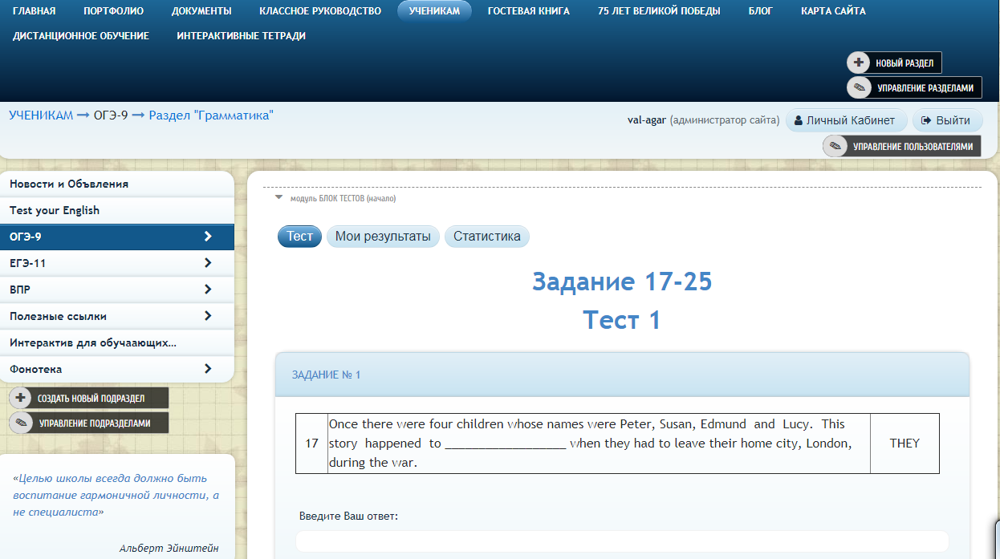 ГЛАВНАЯ ПОРТФОЛИО ДОКУМЕНТЫ КЛАССНОЕ РУКОВОДСТВО УЧЕНИКАМ ГОСТЕВАЯ КНИГА 75 ЛЕТ ВЕЛИКОЙ ПОБЕДЫ БЛОГ КАРТА САЙТА
ДИСТАНЦИОННОЕ ОБУЧЕНИЕ ИНТЕРАКТИВНЫЕ ТЕТРАДИ
НОВЫЙ РАЗДЕЛ
УПРАВЛЕНИЕ РАЗДЕЛАМИ
УЧЕНИКАМ → ОГЭ-9 → Раздел "Грамматика"
val-agar (администратор сайта) Личный Кабинет Выйти
УПРАВЛЕНИЕ ПОЛЬЗОВАТЕЛЯМИ
Новости и Объвления
Test your English
ОГЭ-9
ЕГЭ-11
ВПР
Полезные ссылки
Интерактив для обучаающих...
Фонотека
СОЗДАТЬ НОВЫЙ ПОДРАЗДЕЛ
УПРАВЛЕНИЕ ПОДРАЗДЕЛАМИ
«Целью школы всегда должно быть
воспитание гармоничной личности, а
не специалиста»
Альберт Эйнштейн
модуль БЛОК ТЕСТОВ (начало)
Тест Мои результаты Статистика
Задание 17-25
Тест 1
ЗАДАНИЕ № 1
Once there were four children whose names were Peter, Susan, Edmund and Lucy. This
17 story happened to __________________ when they had to leave their home city, London, THEY
during the war.
Введите Ваш ответ: